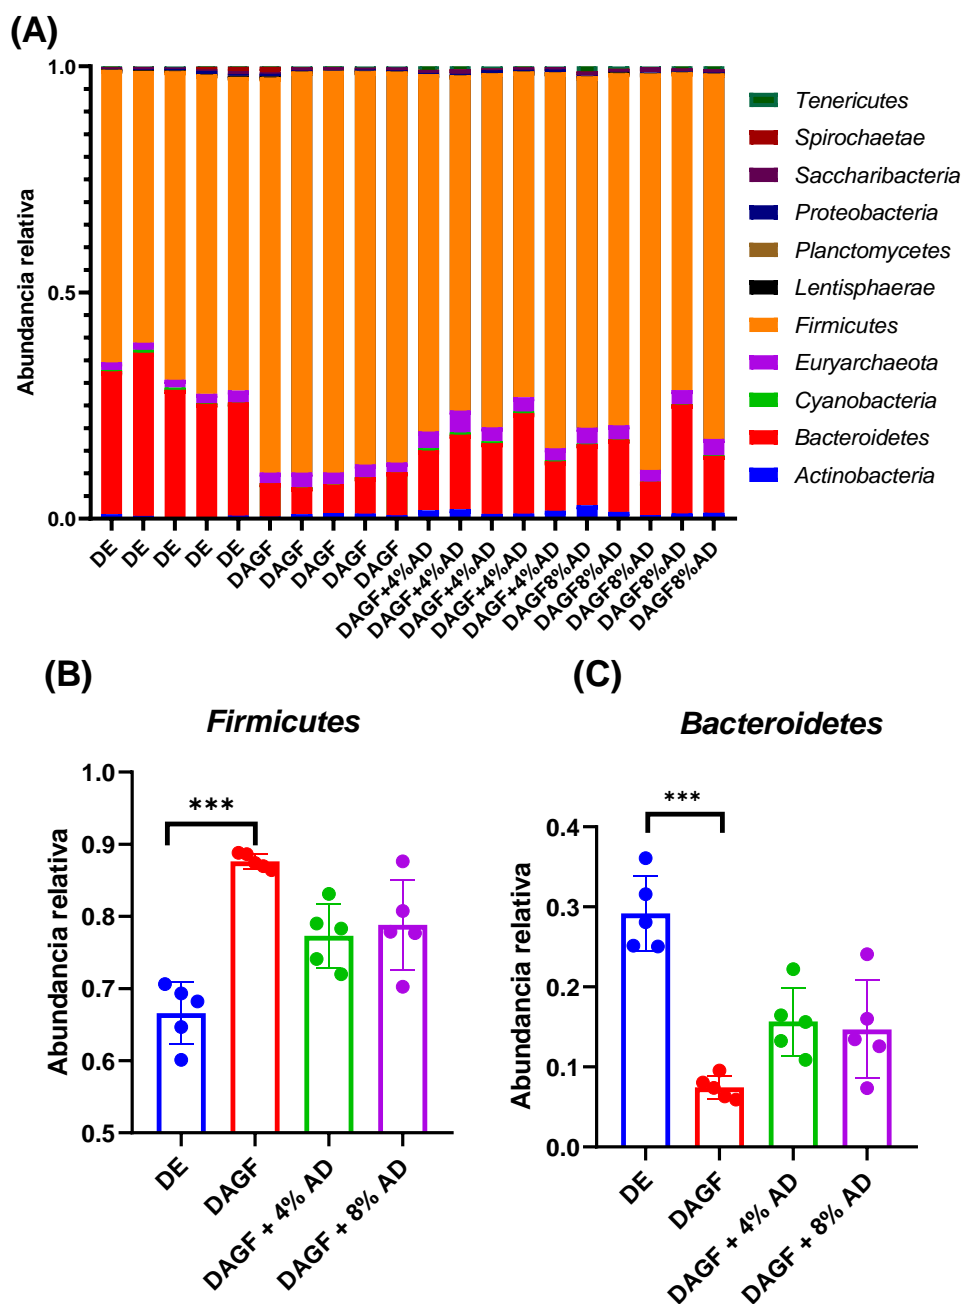 (A)
Abundancia relativa
1.0
0.5
0.0
DE
DE
DE
DE
DE
DAGF
DAGF
DAGF
DAGF
DAGF
DAGF+4%AD
DAGF+4%AD
DAGF+4%AD
DAGF+4%AD
DAGF+4%AD
DAGF8%AD
DAGF8%AD
DAGF8%AD
DAGF8%AD
DAGF8%AD
Tenericutes
Spirochaetae
Saccharibacteria
Proteobacteria
Planctomycetes
Lentisphaerae
Firmicutes
Euryarchaeota
Cyanobacteria
Bacteroidetes
Actinobacteria
(B)
Firmicutes
Abundancia relativa
1.0
0.9
0.8
0.7
0.6
0.5
***
DE
DAGF
DAGF + 4% AD
DAGF + 8% AD
(C)
Bacteroidetes
Abundancia relativa
0.4
0.3
0.2
0.1
0.0
***
DE
DAGF
DAGF + 4% AD
DAGF + 8% AD